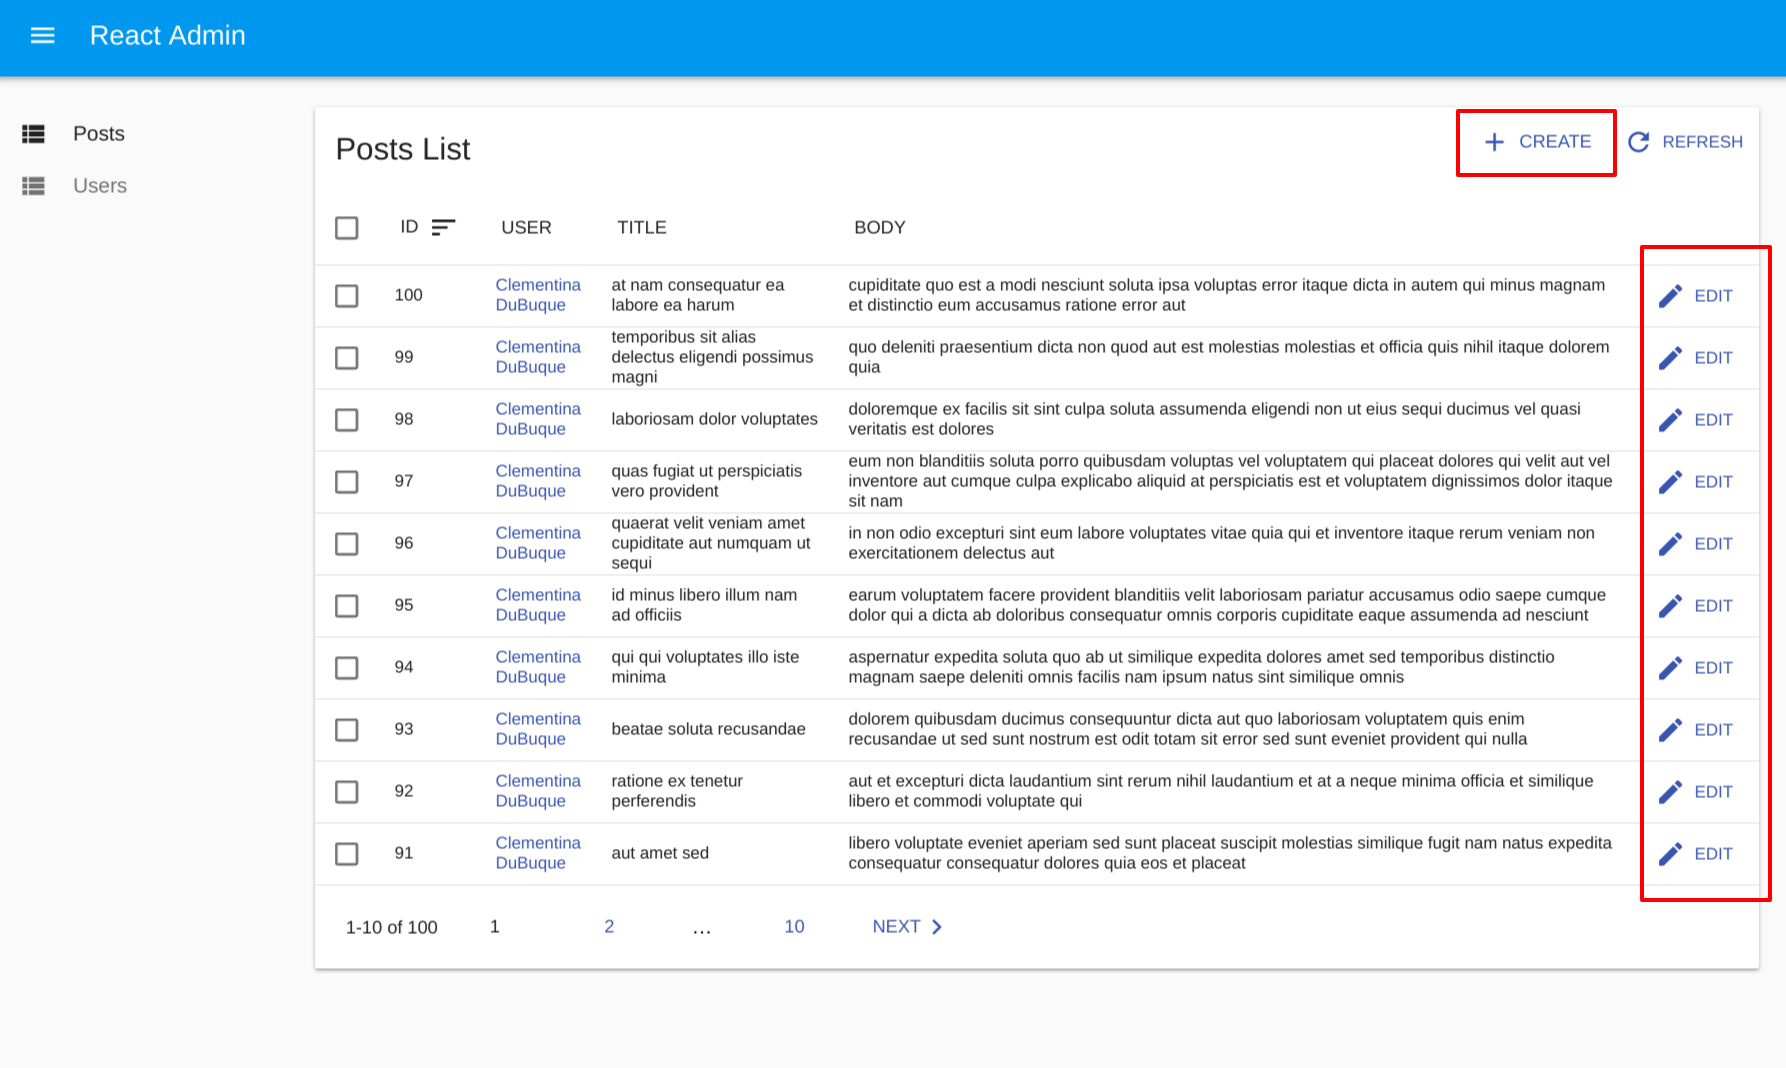 React Admin
Posts
Users
Posts List
CREATE
REFRESH
ID USER TITLE BODY
100
Clementina
DuBuque
at nam consequatur ea
labore ea harum
cupiditate quo est a modi nesciunt soluta ipsa voluptas error itaque dicta in autem qui minus magnam
et distinctio eum accusamus ratione error aut
EDIT
99
Clementina
DuBuque
temporibus sit alias
delectus eligendi possimus
magni
quo deleniti praesentium dicta non quod aut est molestias molestias et officia quis nihil itaque dolorem
quia
EDIT
98
Clementina
DuBuque
laboriosam dolor voluptates
doloremque ex facilis sit sint culpa soluta assumenda eligendi non ut eius sequi ducimus vel quasi
veritatis est dolores
EDIT
97
Clementina
DuBuque
quas fugiat ut perspiciatis
vero provident
eum non blanditiis soluta porro quibusdam voluptas vel voluptatem qui placeat dolores qui velit aut vel
inventore aut cumque culpa explicabo aliquid at perspiciatis est et voluptatem dignissimos dolor itaque
sit nam
EDIT
96
Clementina
DuBuque
quaerat velit veniam amet
cupiditate aut numquam ut
sequi
in non odio excepturi sint eum labore voluptates vitae quia qui et inventore itaque rerum veniam non
exercitationem delectus aut
EDIT
95
Clementina
DuBuque
id minus libero illum nam
ad officiis
earum voluptatem facere provident blanditiis velit laboriosam pariatur accusamus odio saepe cumque
dolor qui a dicta ab doloribus consequatur omnis corporis cupiditate eaque assumenda ad nesciunt
EDIT
94
Clementina
DuBuque
qui qui voluptates illo iste
minima
aspernatur expedita soluta quo ab ut similique expedita dolores amet sed temporibus distinctio
magnam saepe deleniti omnis facilis nam ipsum natus sint similique omnis
EDIT
93
Clementina
DuBuque
beatae soluta recusandae
dolorem quibusdam ducimus consequuntur dicta aut quo laboriosam voluptatem quis enim
recusandae ut sed sunt nostrum est odit totam sit error sed sunt eveniet provident qui nulla
EDIT
92
Clementina
DuBuque
ratione ex tenetur
perferendis
aut et excepturi dicta laudantium sint rerum nihil laudantium et at a neque minima officia et similique
libero et commodi voluptate qui
EDIT
91
Clementina
DuBuque
aut amet sed
libero voluptate eveniet aperiam sed sunt placeat suscipit molestias similique fugit nam natus expedita
consequatur consequatur dolores quia eos et placeat
EDIT
1-10 of 100 1 2 ... 10 NEXT